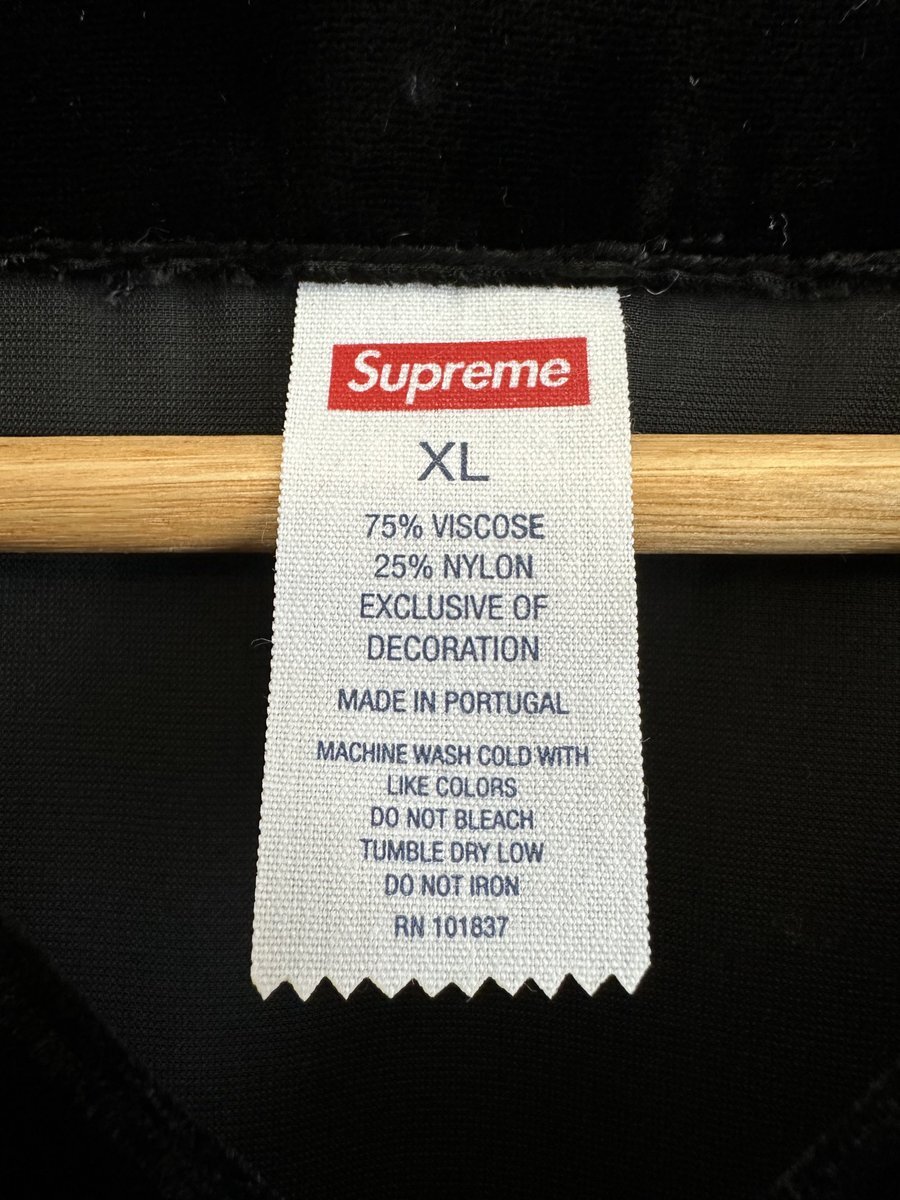 Supreme
XL
75% VISCOSE
25% NYLON
EXCLUSIVE OF
DECORATION
MADE IN PORTUGAL
MACHINE WASH COLD WITH
LIKE COLORS
DO NOT BLEACH
TUMBLE DRY LOW
DO NOT IRON
RN 101837